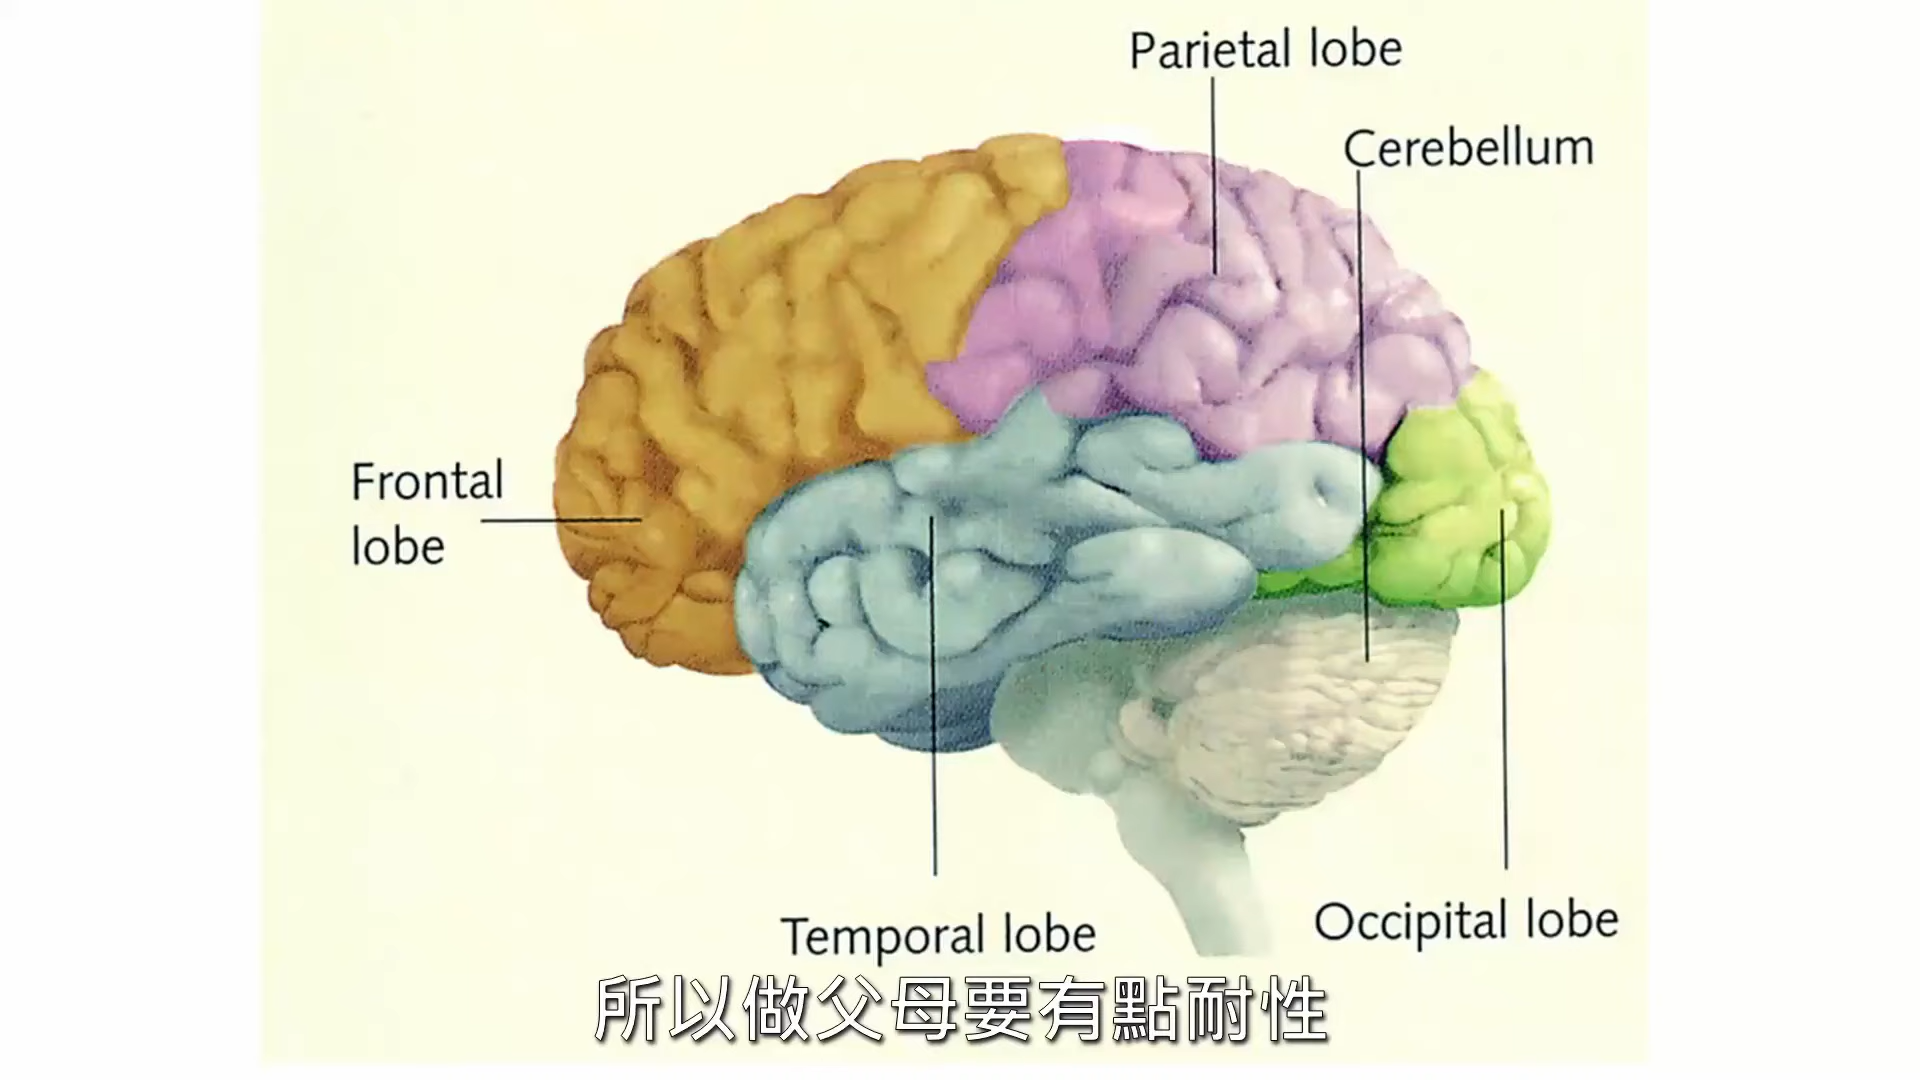 Parietal lobe
Cerebellum
Frontal
lobe
Temporal lobe
Occipital lobe
所以做父母要有點耐性